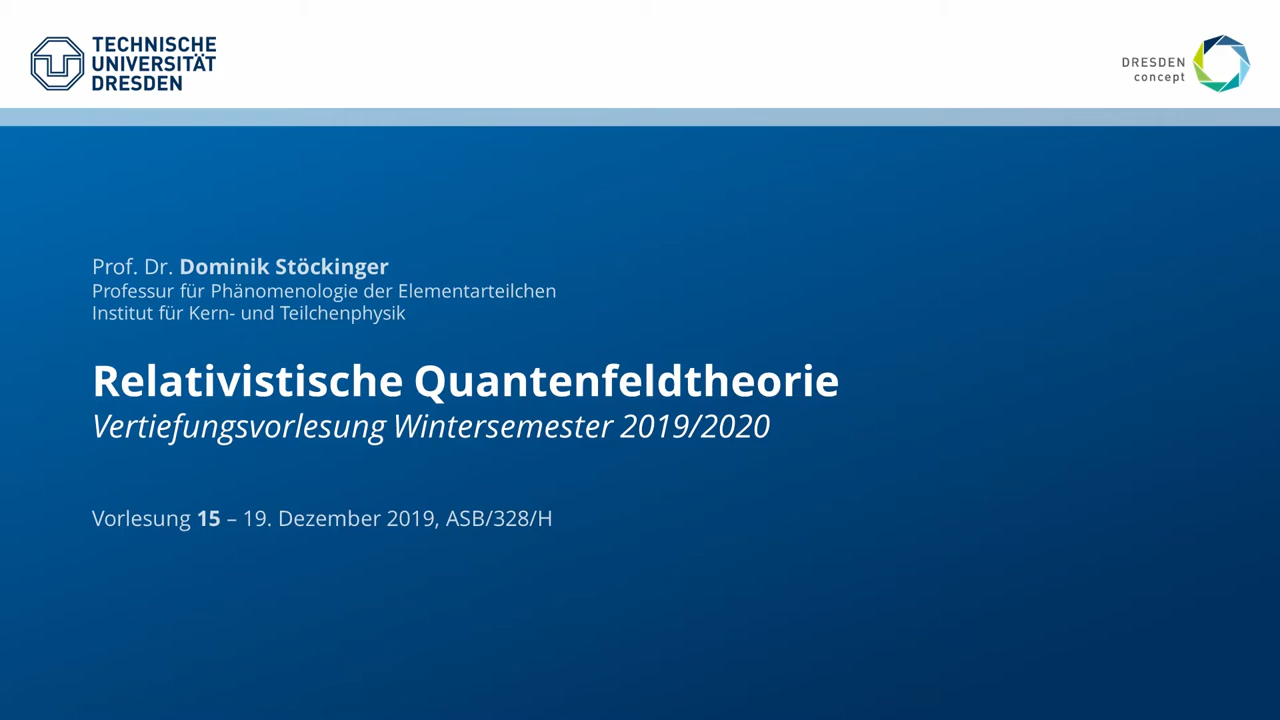 TECHNISCHE
UNIVERSITÄT
DRESDEN
DRESDEN
concept
Prof. Dr. Dominik Stöckinger
Professur für Phänomenologie der Elementarteilchen
Institut für Kern- und Teilchenphysik
Relativistische Quantenfeldtheorie
Vertiefungsvorlesung Wintersemester 2019/2020
Vorlesung 15 – 19. Dezember 2019, ASB/328/H